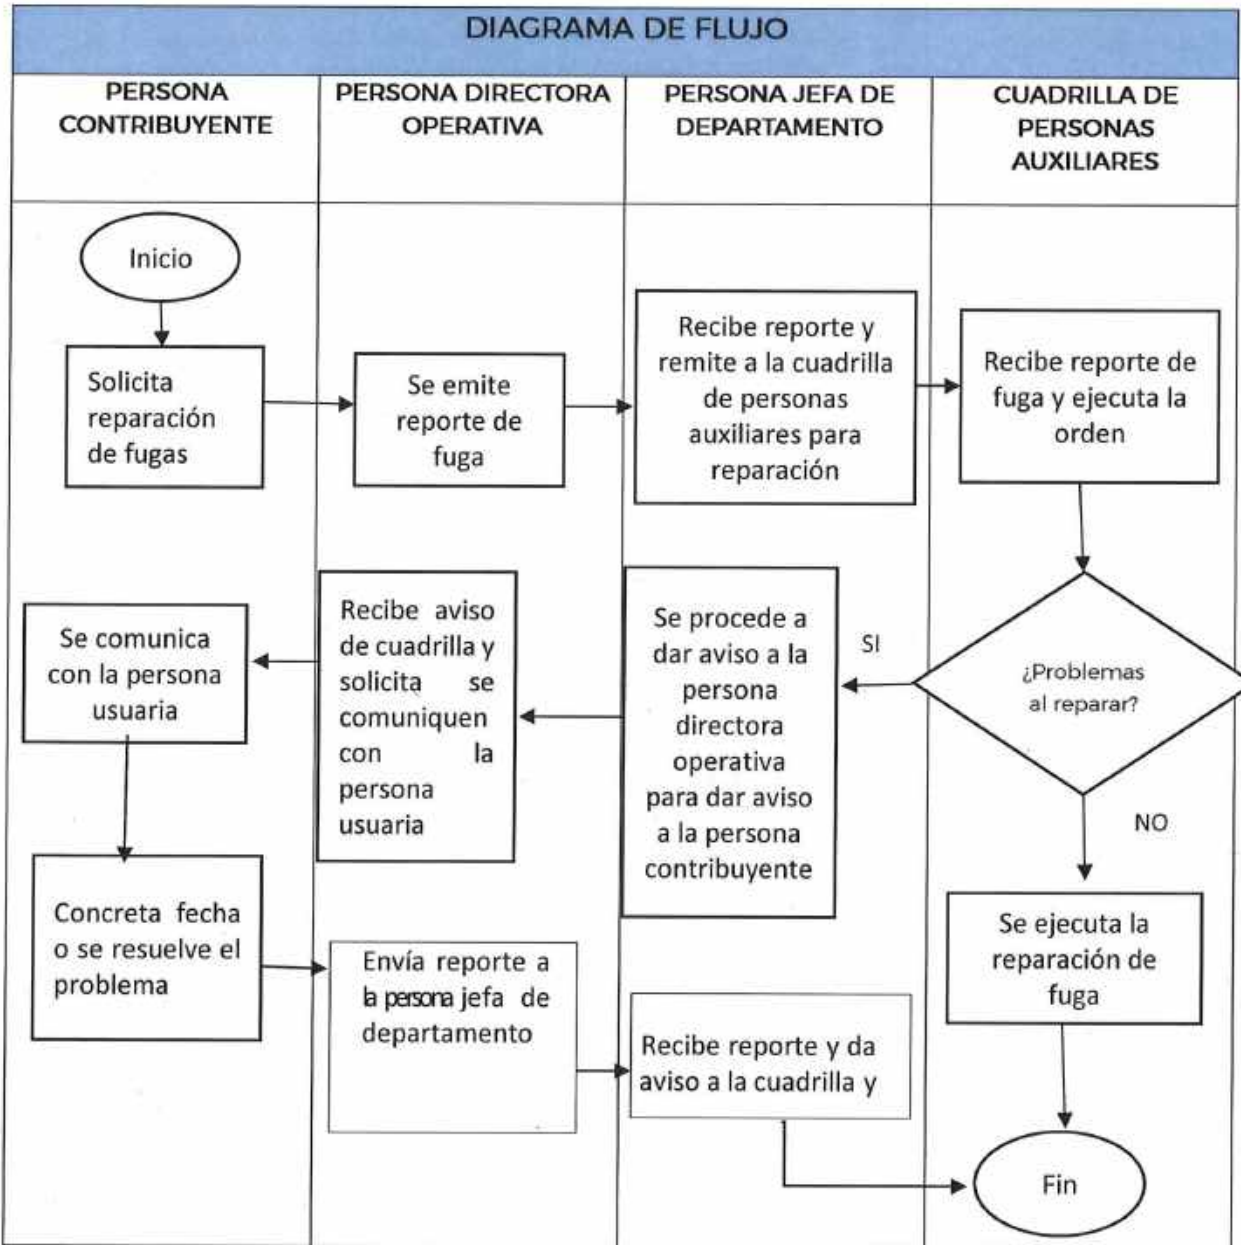 DIAGRAMA DE FLUJO
PERSONA
CONTRIBUYENTE
PERSONA DIRECTORA
OPERATIVA
PERSONA JEFA DE
DEPARTAMENTO
CUADRILLA DE
PERSONAS
AUXILIARES
Inicio
Solicita
reparación
de fugas
Se emite
reporte de
fuga
Recibe reporte y
remite a la cuadrilla
de personas
auxiliares para
reparación
Recibe reporte de
fuga y ejecuta la
orden
¿Problemas
al reparar?
SI
Se procede a
dar aviso a la
persona
directora
operativa
para dar aviso
a la persona
contribuyente
Recibe aviso
de cuadrilla y
solicita se
comuniquen
con la
persona
usuaria
Se comunica
con la persona
usuaria
Concreta fecha
o se resuelve el
problema
Envía reporte a
la persona jefa de
departamento
Recibe reporte y da
aviso a la cuadrilla y
NO
Se ejecuta la
reparación de
fuga
Fin